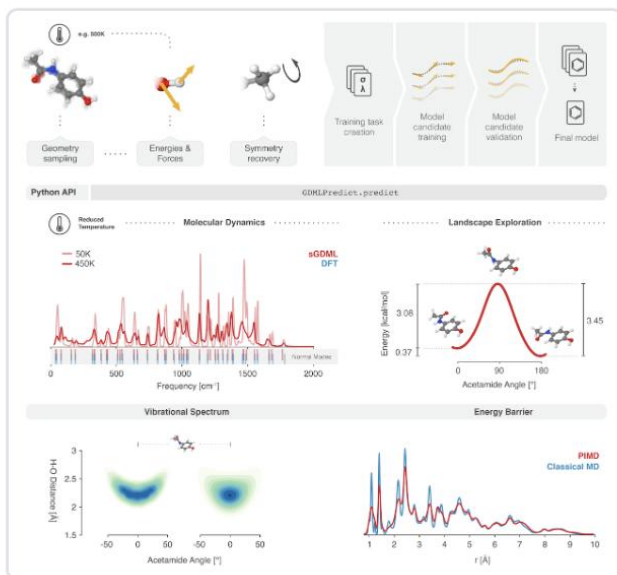 e.g. 500K
Geometry
sampling
Energies &
Forces
Symmetry
recovery
σ
λ
Training task
creation
Model
candidate
training
Model
candidate
validation
Final model
Python API
GDMLPredict.predict
Reduced
Temperature
Molecular Dynamics
50K
450K
sGDML
DFT
Normal Modes
0
500
1000
1500
2000
Frequency [cm⁻¹]
Landscape Exploration
Energy [kcal/mol]
3.08
0.37
3.45
0
90
180
Acetamide Angle [°]
Vibrational Spectrum
H-O Distance [Å]
3
2.5
2
1.5
-50
0
50
-50
0
50
Acetamide Angle [°]
Energy Barrier
PIMD
Classical MD
1
2
3
4
5
6
7
8
9
10
r [Å]